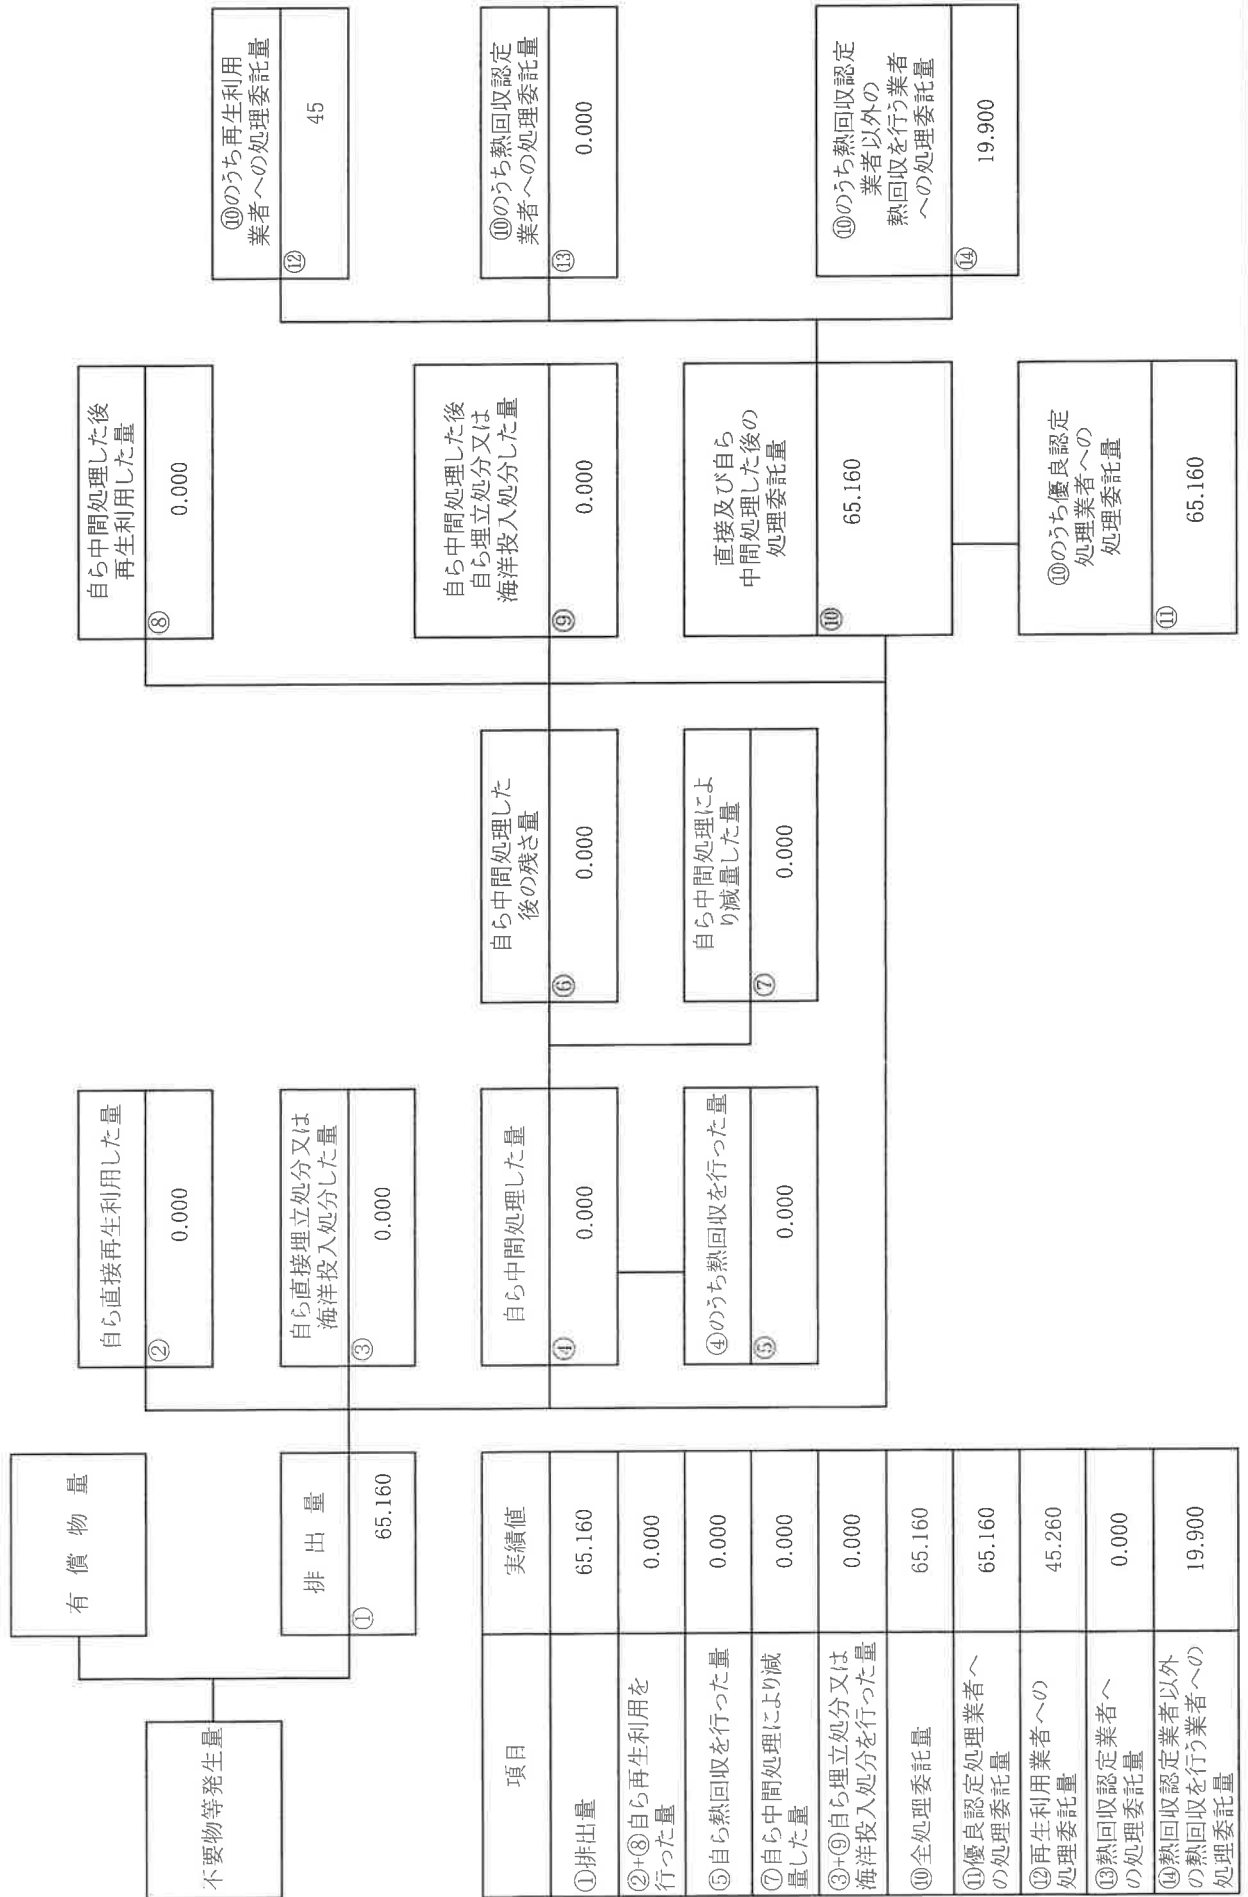 不要物等発生量
有償物量
排出量
①
65.160
自ら直接再生利用した量
②
0.000
自ら直接埋立処分又は
海洋投入処分した量
③
0.000
自ら中間処理した量
④
0.000
④のうち熱回収を行った量
⑤
0.000
自ら中間処理した
後の残さ量
⑥
0.000
自ら中間処理によ
り減量した量
⑦
0.000
自ら中間処理した後
再生利用した量
⑧
0.000
自ら中間処理した後
自ら埋立処分又は
海洋投入処分した量
⑨
0.000
直接及び自ら
中間処理した後の
処理委託量
⑩
65.160
⑩のうち優良認定
処理業者への
処理委託量
⑪
65.160
⑩のうち再生利用
業者への処理委託量
⑫
45
⑩のうち熱回収認定
業者への処理委託量
⑬
0.000
⑩のうち熱回収認定
業者以外の
熱回収を行う業者
への処理委託量
⑭
19.900
項目 実績値
①排出量 65.160
②+⑧自ら再生利用を
行った量 0.000
⑤自ら熱回収を行った量 0.000
⑦自ら中間処理により減
量した量 0.000
③+⑨自ら埋立処分又は
海洋投入処分を行った量 0.000
⑩全処理委託量 65.160
⑪優良認定処理業者へ
の処理委託量 65.160
⑫再生利用業者への
処理委託量 45.260
⑬熱回収認定業者へ
の処理委託量 0.000
⑭熱回収認定業者以外
の熱回収を行う業者への
処理委託量 19.900